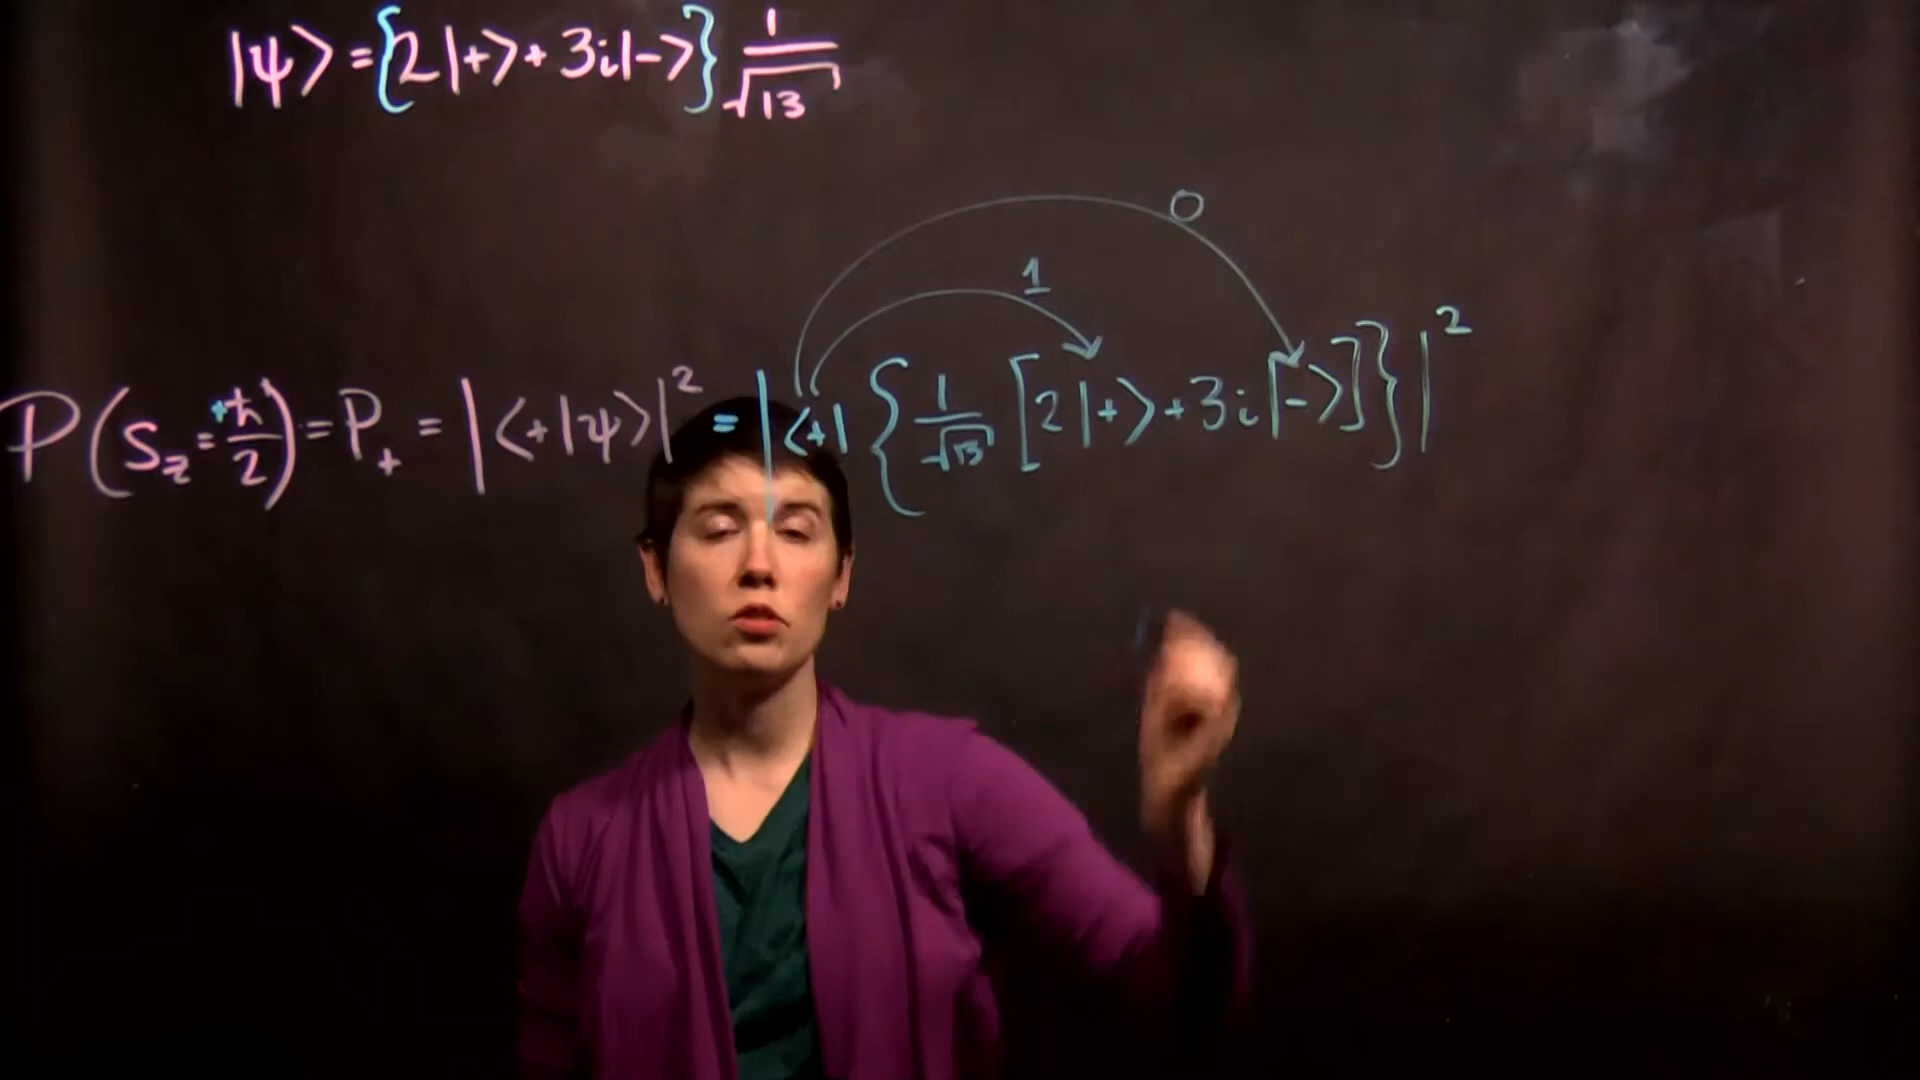 |ψ⟩ = {2|+⟩ + 3i|-⟩} 1/√13
0
1
P(S_z = +ħ/2) = P_+ = |⟨+|ψ⟩|² = |⟨+| {1/√13 [2|+⟩ + 3i|-⟩]}|²